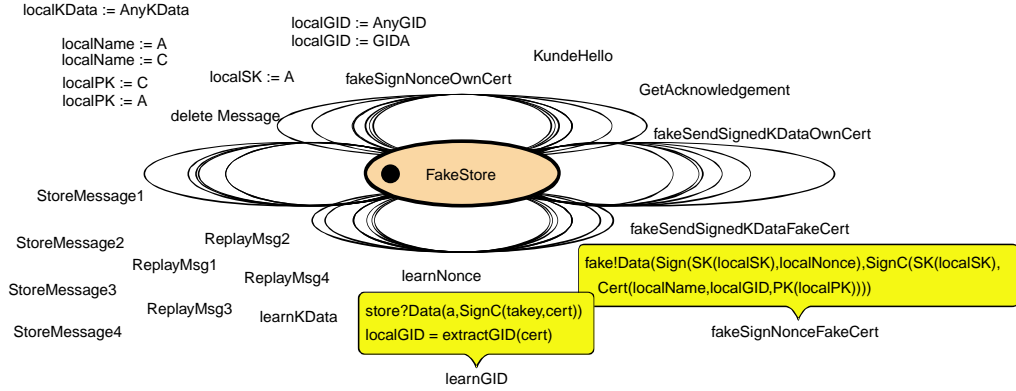 localKData := AnyKData
localGID := AnyGID
localGID := GIDA
localName := A
localName := C
localPK := C
localPK := A
localSK := A
KundeHello
fakeSignNonceOwnCert
GetAcknowledgement
delete Message
fakeSendSignedKDataOwnCert
FakeStore
StoreMessage1
fakeSendSignedKDataFakeCert
StoreMessage2
ReplayMsg2
ReplayMsg1
ReplayMsg4
learnNonce
fake!Data(Sign(SK(localSK),localNonce),SignC(SK(localSK),
Cert(localName,localGID,PK(localPK))))
StoreMessage3
ReplayMsg3
learnKData
store?Data(a,SignC(takey,cert))
localGID = extractGID(cert)
StoreMessage4
fakeSignNonceFakeCert
learnGID